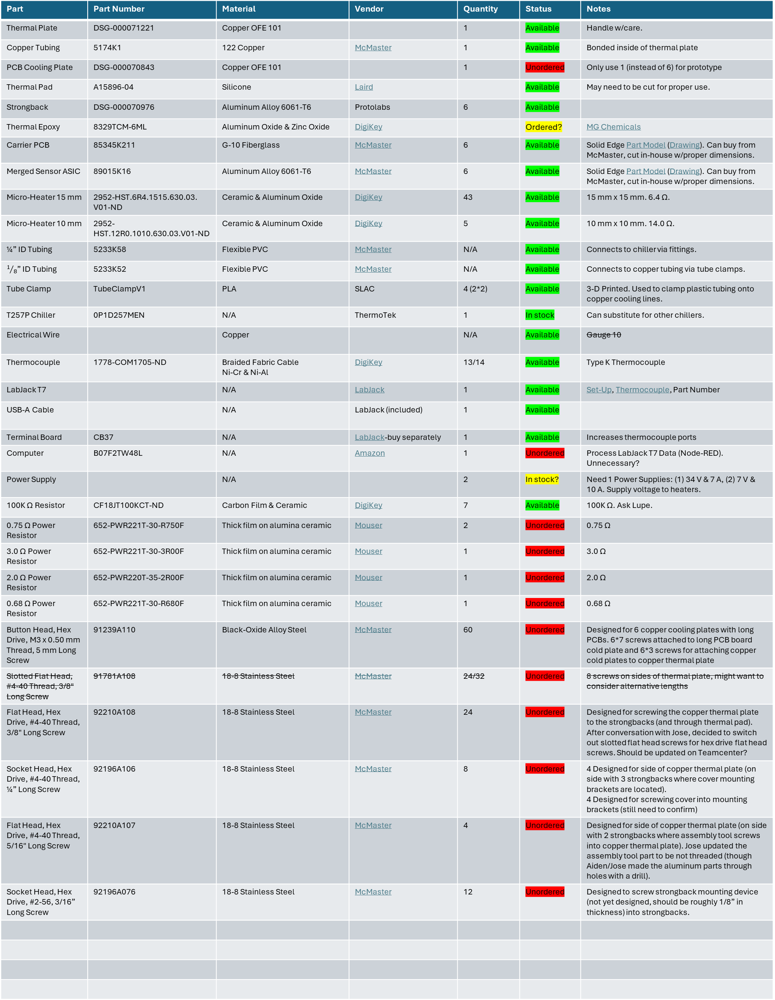 Part Part Number Material Vendor Quantity Status Notes
Thermal Plate DSG-000071221 Copper OFE 101 1 Available Handle w/care.
Copper Tubing 5174K1 122 Copper McMaster 1 Available Bonded inside of thermal plate
PCB Cooling Plate DSG-000070843 Copper OFE 101 1 Unordered Only use 1 (instead of 6) for prototype
Thermal Pad A15896-04 Silicone Laird Available May need to be cut for proper use.
Strongback DSG-000070976 Aluminum Alloy 6061-T6 Protolabs 6 Available
Thermal Epoxy 8329TCM-6ML Aluminum Oxide & Zinc Oxide DigiKey Ordered? MG Chemicals
Carrier PCB 85345K211 G-10 Fiberglass McMaster 6 Available Solid Edge Part Model (Drawing). Can buy from
McMaster, cut in-house w/proper dimensions.
Merged Sensor ASIC 89015K16 Aluminum Alloy 6061-T6 McMaster 6 Available Solid Edge Part Model (Drawing). Can buy from
McMaster, cut in-house w/proper dimensions.
Micro-Heater 15 mm 2952-HST.6R4.1515.630.03. Ceramic & Aluminum Oxide DigiKey 43 Available 15 mm x 15 mm. 6.4 Ω.
V01-ND
Micro-Heater 10 mm 2952- Ceramic & Aluminum Oxide DigiKey 5 Available 10 mm x 10 mm. 14.0 Ω.
HST.12R0.1010.630.03.V01-ND
¼” ID Tubing 5233K58 Flexible PVC McMaster N/A Available Connects to chiller via fittings.
1/8” ID Tubing 5233K52 Flexible PVC McMaster N/A Available Connects to copper tubing via tube clamps.
Tube Clamp TubeClampV1 PLA SLAC 4 (2*2) Available 3-D Printed. Used to clamp plastic tubing onto
copper cooling lines.
T257P Chiller 0P1D257MEN N/A ThermoTek 1 In stock Can substitute for other chillers.
Electrical Wire Copper N/A Available Gauge 10
Thermocouple 1778-COM1705-ND Braided Fabric Cable DigiKey 13/14 Available Type K Thermocouple
Ni-Cr & Ni-Al
LabJack T7 N/A LabJack 1 Available Set-Up, Thermocouple, Part Number
USB-A Cable N/A LabJack (included) 1 Available
Terminal Board CB37 N/A LabJack-buy separately 1 Available Increases thermocouple ports
Computer B07F2TW48L N/A Amazon 1 Unordered Process LabJack T7 Data (Node-RED).
Unnecessary?
Power Supply N/A 2 In stock? Need 1 Power Supplies: (1) 34 V & 7 A, (2) 7 V &
10 A. Supply voltage to heaters.
100K Ω Resistor CF18JT100KCT-ND Carbon Film & Ceramic DigiKey 7 Available 100K Ω. Ask Lupe.
0.75 Ω Power 652-PWR221T-30-R750F Thick film on alumina ceramic Mouser 2 Unordered 0.75 Ω
Resistor
3.0 Ω Power 652-PWR221T-30-3R00F Thick film on alumina ceramic Mouser 1 Unordered 3.0 Ω
Resistor
2.0 Ω Power 652-PWR220T-35-2R00F Thick film on alumina ceramic Mouser 1 Unordered 2.0 Ω
Resistor
0.68 Ω Power 652-PWR221T-30-R680F Thick film on alumina ceramic Mouser 1 Unordered 0.68 Ω
Resistor
Button Head, Hex 91239A110 Black-Oxide Alloy Steel McMaster 60 Unordered Designed for 6 copper cooling plates with long
Drive, M3 x 0.50 mm PCBs. 6*7 screws attached to long PCB board
Thread, 5 mm Long cold plate and 6*3 screws for attaching copper
Screw cold plates to copper thermal plate
Slotted Flat Head, 91781A108 18-8 Stainless Steel McMaster 24/32 Unordered 8 screws on sides of thermal plate, might want to
#4-40 Thread, 3/8" consider alternative lengths
Long Screw
Flat Head, Hex 92210A108 18-8 Stainless Steel McMaster 24 Unordered Designed for screwing the copper thermal plate
Drive, #4-40 Thread, to the strongbacks (and through thermal pad).
3/8" Long Screw After conversation with Jose, decided to switch
out slotted flat head screws for hex drive flat head
screws. Should be updated on Teamcenter?
Socket Head, Hex 92196A106 18-8 Stainless Steel McMaster 8 Unordered 4 Designed for side of copper thermal plate (on
Drive, #4-40 Thread, side with 3 strongbacks where cover mounting
¼” Long Screw brackets are located).
4 Designed for screwing cover into mounting
brackets (still need to confirm)
Flat Head, Hex 92210A107 18-8 Stainless Steel McMaster 4 Unordered Designed for side of copper thermal plate (on side
Drive, #4-40 Thread, with 2 strongbacks where assembly tool screws
5/16" Long Screw into copper thermal plate). Jose updated the
assembly tool part to be not threaded (though
Aiden/Jose made the aluminum parts through
holes with a drill).
Socket Head, Hex 92196A076 18-8 Stainless Steel McMaster 12 Unordered Designed to screw strongback mounting device
Drive, #2-56, 3/16” (not yet designed, should be roughly 1/8” in
Long Screw thickness) into strongbacks.